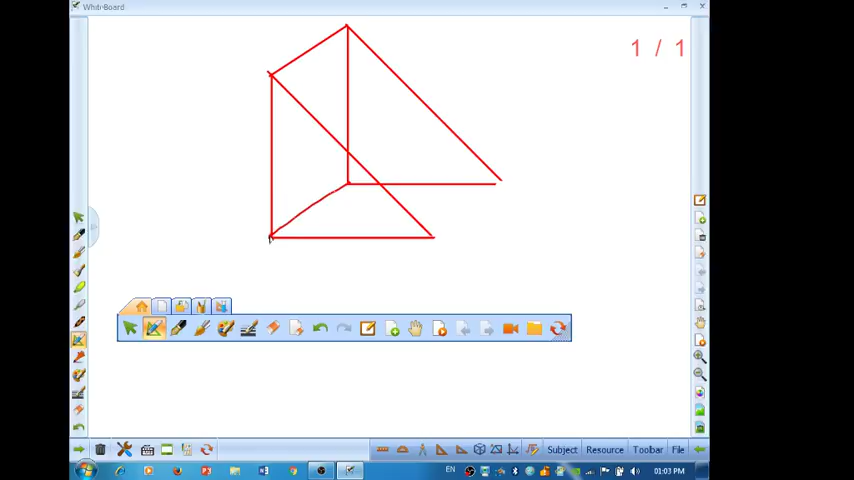 WhiteBoard
1 / 1
Subject
Resource
Toolbar
File
EN
01:03 PM